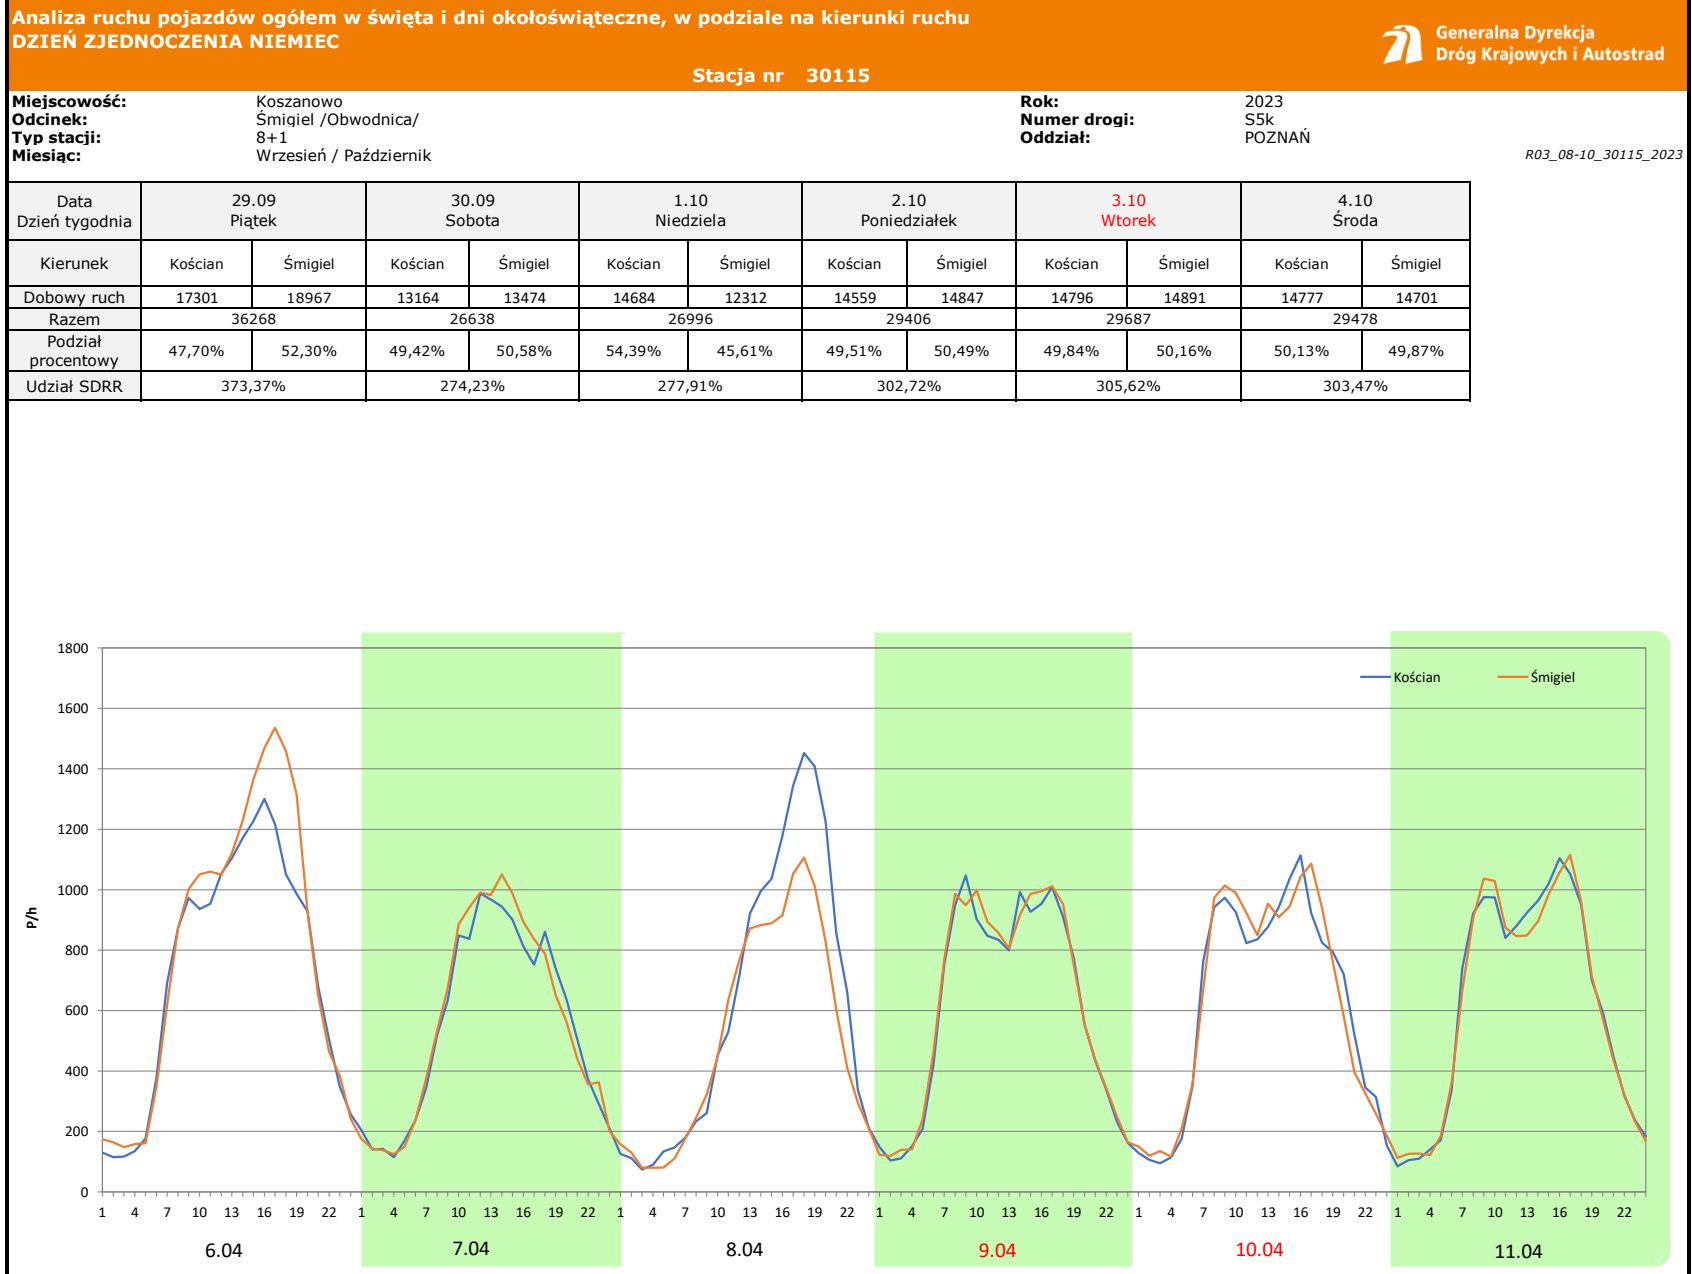 Analiza ruchu pojazdów ogółem w święta i dni okołoświąteczne, w podziale na kierunki ruchu
DZIEŃ ZJEDNOCZENIA NIEMIEC
Generalna Dyrekcja
Dróg Krajowych i Autostrad
Stacja nr 30115
Miejscowość: Koszanowo Rok: 2023
Odcinek: Śmigiel /Obwodnica/ Numer drogi: S5k
Typ stacji: 8+1 Oddział: POZNAŃ
Miesiąc: Wrzesień / Październik R03_08-10_30115_2023
Data 29.09 30.09 1.10 2.10 3.10 4.10
Dzień tygodnia Piątek Sobota Niedziela Poniedziałek Wtorek Środa
Kierunek Kościan Śmigiel Kościan Śmigiel Kościan Śmigiel Kościan Śmigiel Kościan Śmigiel Kościan Śmigiel
Dobowy ruch 17301 18967 13164 13474 14684 12312 14559 14847 14796 14891 14777 14701
Razem 36268 26638 26996 29406 29687 29478
Podział
procentowy 47,70% 52,30% 49,42% 50,58% 54,39% 45,61% 49,51% 50,49% 49,84% 50,16% 50,13% 49,87%
Udział SDRR 373,37% 274,23% 277,91% 302,72% 305,62% 303,47%
1800
Kościan Śmigiel
1600
1400
1200
1000
P/h
800
600
400
200
0
1 4 7 10 13 16 19 22 1 4 7 10 13 16 19 22 1 4 7 10 13 16 19 22 1 4 7 10 13 16 19 22 1 4 7 10 13 16 19 22 1 4 7 10 13 16 19 22
6.04 7.04 8.04 9.04 10.04 11.04